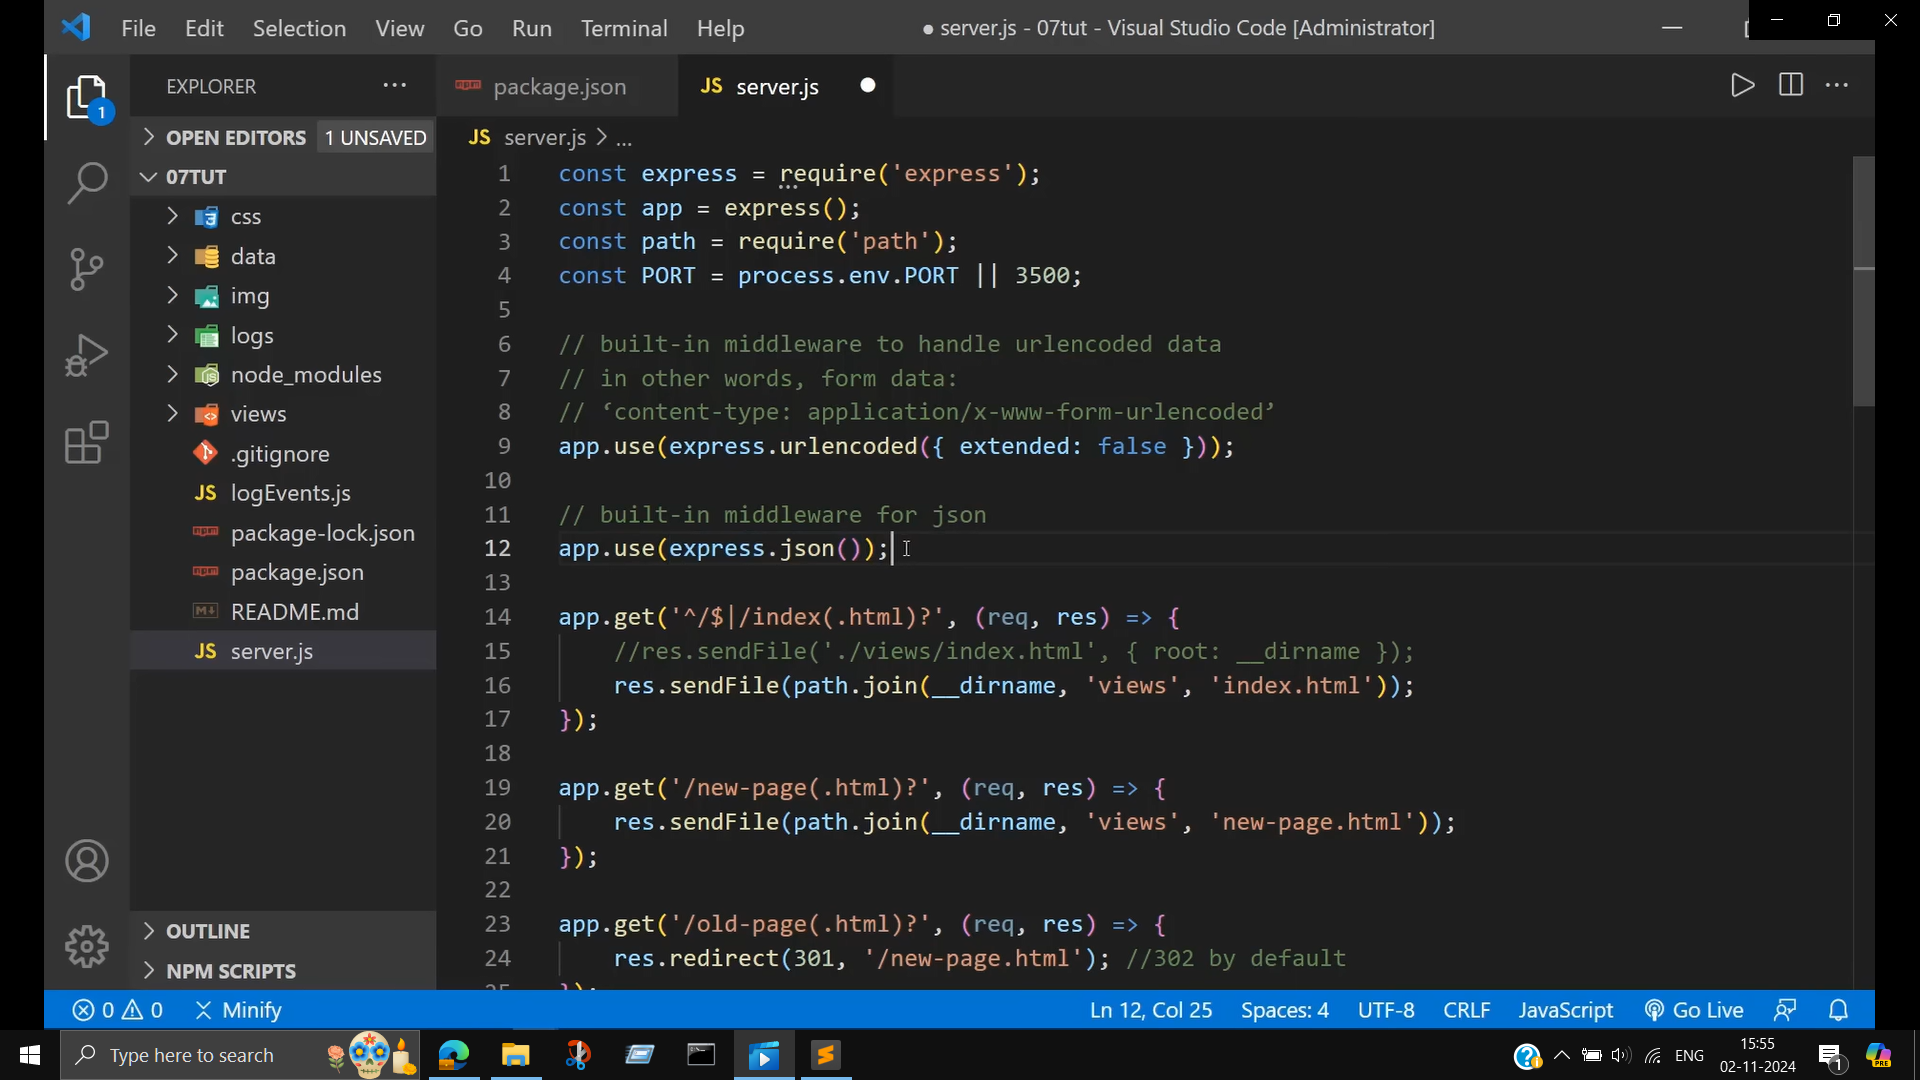 File Edit Selection View Go Run Terminal Help
● server.js - 07tut - Visual Studio Code [Administrator]
EXPLORER
package.json
JS server.js
1
OPEN EDITORS 1 UNSAVED
07TUT
css
data
img
logs
node_modules
views
.gitignore
JS logEvents.js
package-lock.json
package.json
README.md
JS server.js
OUTLINE
NPM SCRIPTS
JS server.js > ...
1 const express = require('express');
2 const app = express();
3 const path = require('path');
4 const PORT = process.env.PORT || 3500;
5
6 // built-in middleware to handle urlencoded data
7 // in other words, form data:
8 // ‘content-type: application/x-www-form-urlencoded’
9 app.use(express.urlencoded({ extended: false }));
10
11 // built-in middleware for json
12 app.use(express.json());
13
14 app.get('^/$|/index(.html)?', (req, res) => {
15 //res.sendFile('./views/index.html', { root: __dirname });
16 res.sendFile(path.join(__dirname, 'views', 'index.html'));
17 });
18
19 app.get('/new-page(.html)?', (req, res) => {
20 res.sendFile(path.join(__dirname, 'views', 'new-page.html'));
21 });
22
23 app.get('/old-page(.html)?', (req, res) => {
24 res.redirect(301, '/new-page.html'); //302 by default
25 });
0 0 Minify
Ln 12, Col 25 Spaces: 4 UTF-8 CRLF JavaScript Go Live
Type here to search
ENG
15:55
02-11-2024
1
PRE